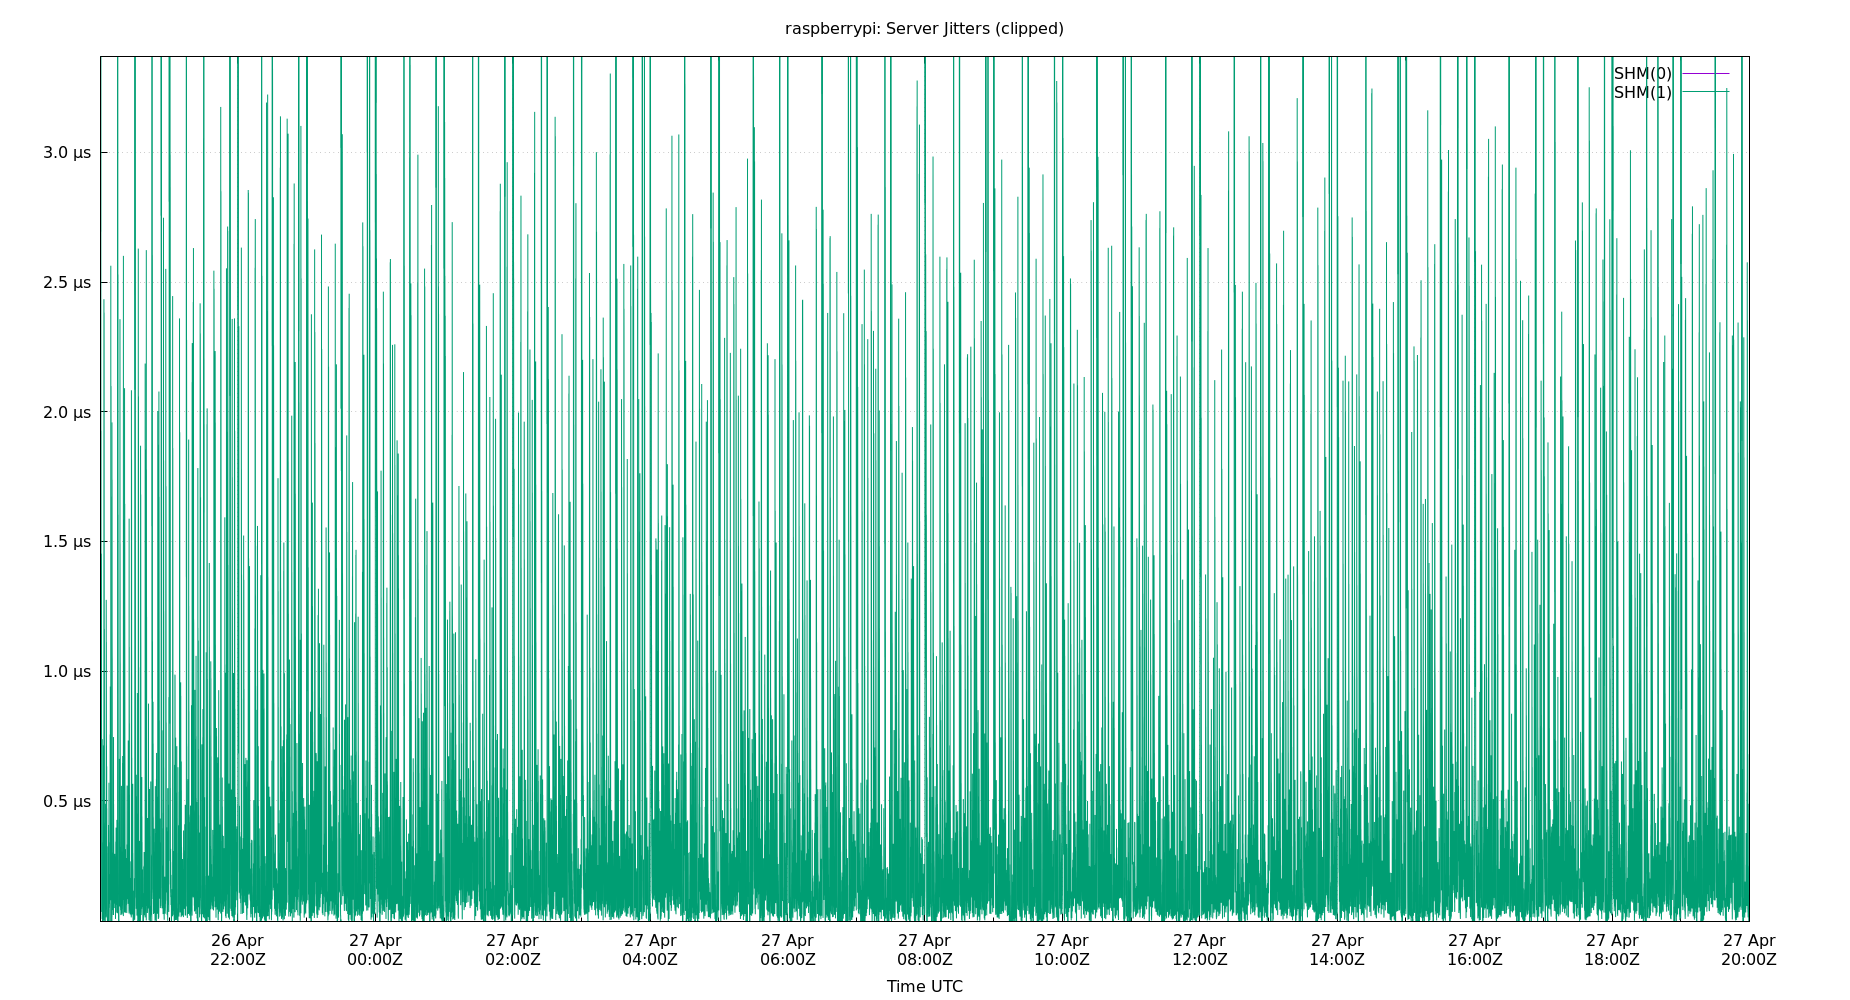 raspberrypi: Server Jitters (clipped)
SHM(0)
SHM(1)
3.0 µs
2.5 µs
2.0 µs
1.5 µs
1.0 µs
0.5 µs
26 Apr 27 Apr 27 Apr 27 Apr 27 Apr 27 Apr 27 Apr 27 Apr 27 Apr 27 Apr 27 Apr 27 Apr
22:00Z 00:00Z 02:00Z 04:00Z 06:00Z 08:00Z 10:00Z 12:00Z 14:00Z 16:00Z 18:00Z 20:00Z
Time UTC